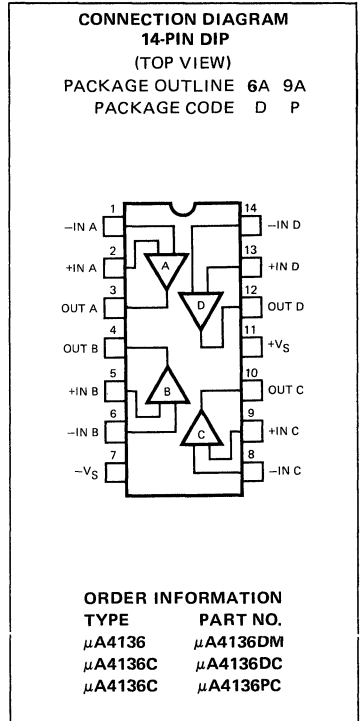 CONNECTION DIAGRAM
14-PIN DIP
(TOP VIEW)
PACKAGE OUTLINE 6A 9A
PACKAGE CODE D P
1 14
−IN A −IN D
2 13
+IN A A +IN D
3 12
OUT A D OUT D
4 11
OUT B +VS
5 10
+IN B B OUT C
6 9
−IN B C +IN C
7 8
−VS −IN C
ORDER INFORMATION
TYPE PART NO.
μA4136 μA4136DM
μA4136C μA4136DC
μA4136C μA4136PC